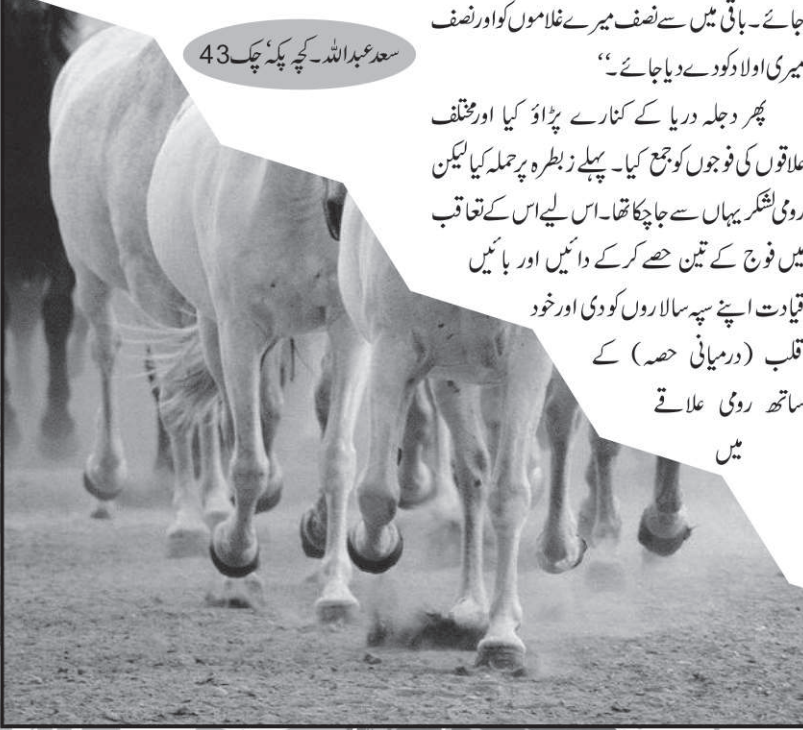 سعد عبداللہ۔ کچہ پکہ‘ چک 43
جائے۔ باقی میں سے نصف میرے غلاموں کو اور نصف
میری اولاد کو دے دیا جائے۔‘‘
پھر دجلہ دریا کے کنارے پڑاؤ کیا اور مختلف
علاقوں کی فوجوں کو جمع کیا۔ پہلے زبطرہ پر حملہ کیا لیکن
رومی لشکر یہاں سے جا چکا تھا۔ اس لیے اس کے تعاقب
میں فوج کے تین حصے کرکے دائیں اور بائیں
قیادت اپنے سپہ سالاروں کو دی اور خود
قلب (درمیانی حصہ) کے
ساتھ رومی علاقے
میں